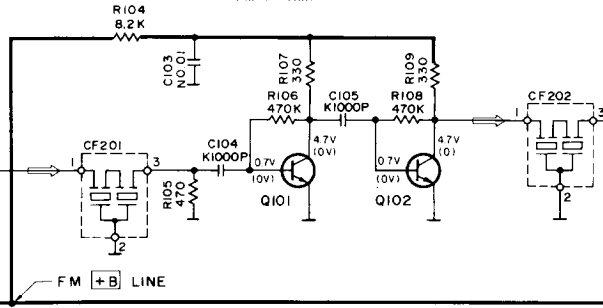 R104
8.2K
C103
N0.01
R107
330
R109
330
R106
470K
C105
K1000P
R108
470K
CF202
1
3
2
CF201
1
3
2
C104
K1000P
R105
470
4.7V
(0V)
0.7V
(0V)
Q101
4.7V
(0)
0.7V
(0V)
Q102
FM +B LINE